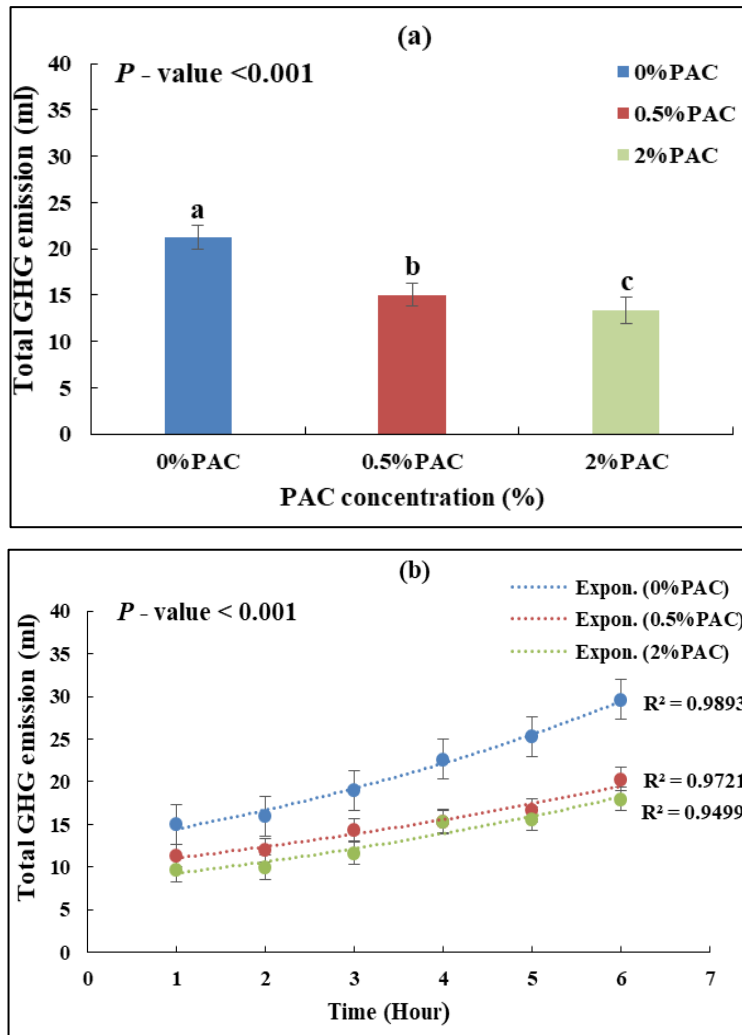 (a)
P - value <0.001
0%PAC
0.5%PAC
2%PAC
Total GHG emission (ml)
40
35
30
25
20
15
10
5
0
a
b
c
0%PAC
0.5%PAC
2%PAC
PAC concentration (%)
(b)
P - value < 0.001
Expon. (0%PAC)
Expon. (0.5%PAC)
Expon. (2%PAC)
Total GHG emission (ml)
40
35
30
25
20
15
10
5
0
R² = 0.9893
R² = 0.9721
R² = 0.9499
0 1 2 3 4 5 6 7
Time (Hour)